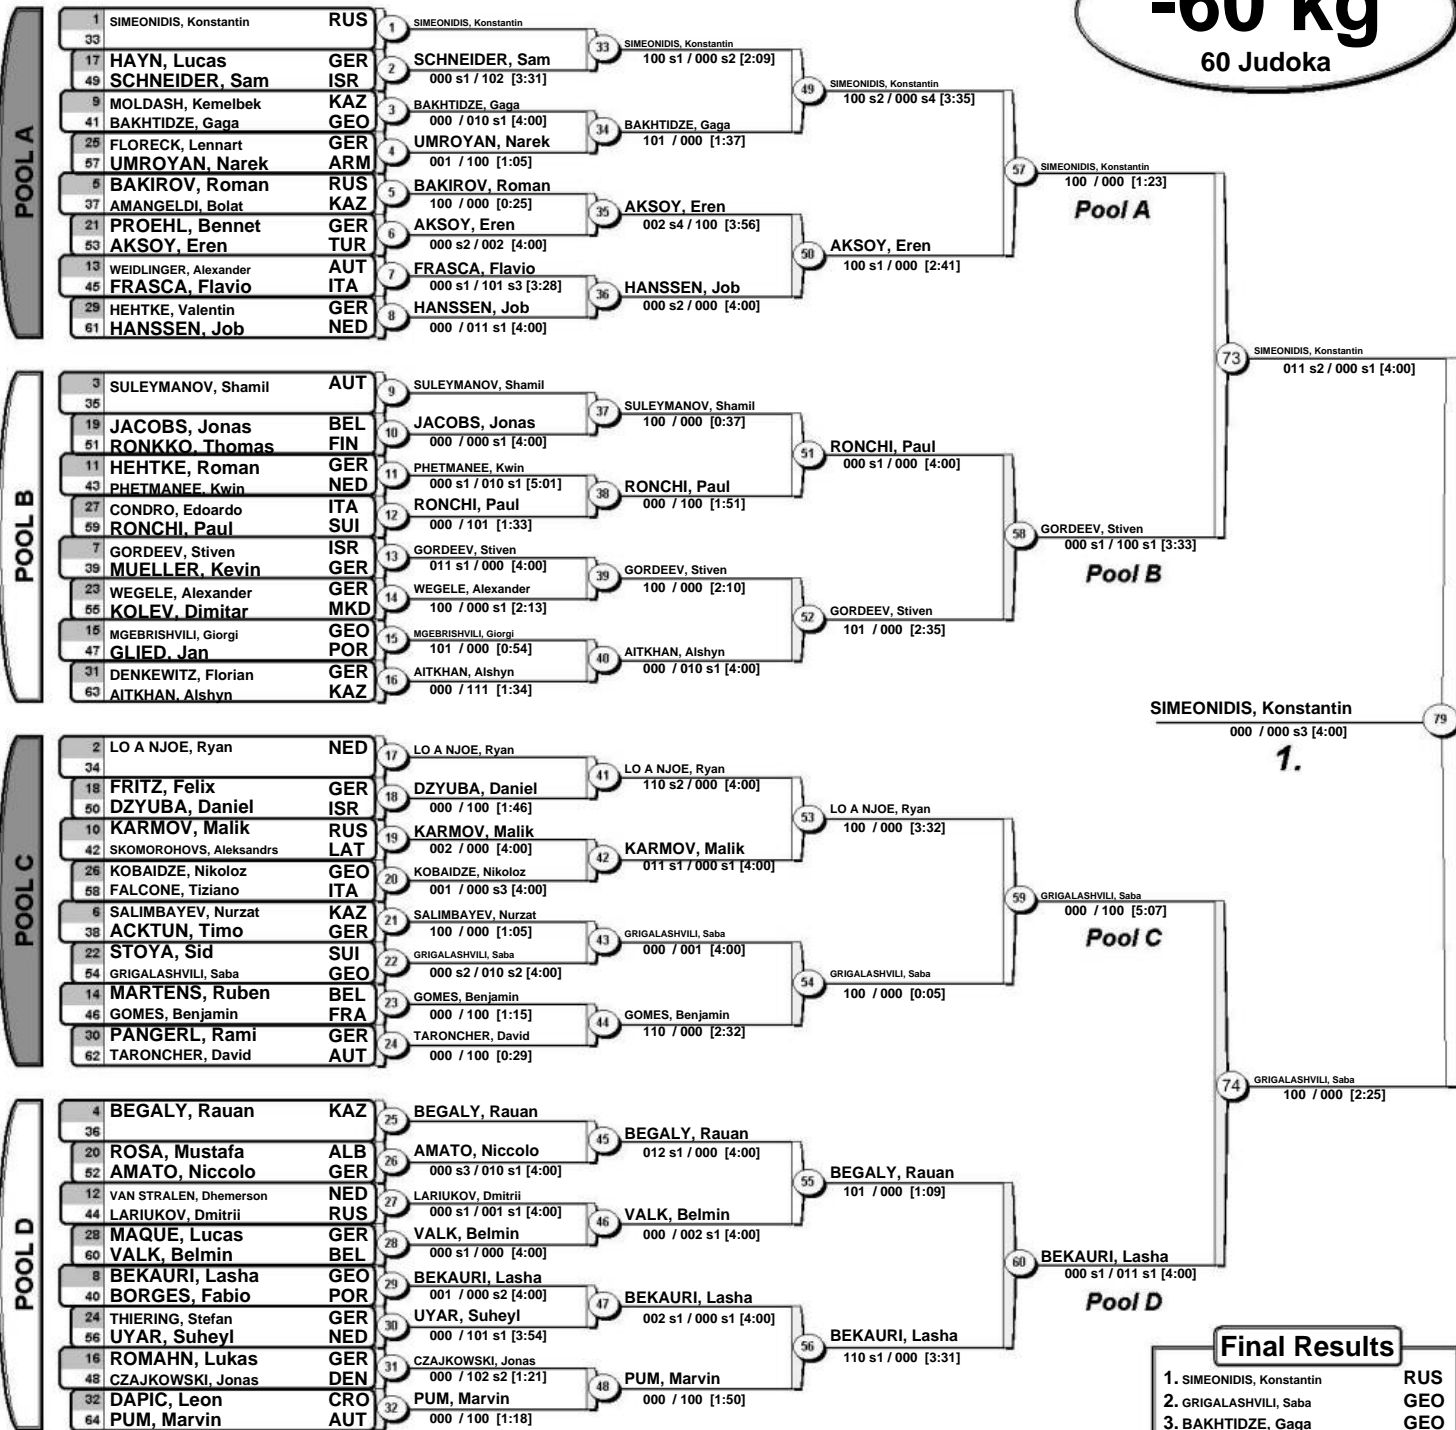 -60 kg
60 Judoka
POOL A
1 SIMEONIDIS, Konstantin RUS
33
17 HAYN, Lucas GER
49 SCHNEIDER, Sam ISR
9 MOLDASH, Kemelbek KAZ
41 BAKHTIDZE, Gaga GEO
25 FLORECK, Lennart GER
57 UMROYAN, Narek ARM
5 BAKIROV, Roman RUS
37 AMANGELDI, Bolat KAZ
21 PROEHL, Bennet GER
53 AKSOY, Eren TUR
13 WEIDLINGER, Alexander AUT
45 FRASCA, Flavio ITA
29 HEHTKE, Valentin GER
61 HANSSEN, Job NED
1 SIMEONIDIS, Konstantin
2 SCHNEIDER, Sam
000 s1 / 102 [3:31]
3 BAKHTIDZE, Gaga
000 / 010 s1 [4:00]
4 UMROYAN, Narek
001 / 100 [1:05]
5 BAKIROV, Roman
100 / 000 [0:25]
6 AKSOY, Eren
000 s2 / 002 [4:00]
7 FRASCA, Flavio
000 s1 / 101 s3 [3:28]
8 HANSSEN, Job
000 / 011 s1 [4:00]
33 SIMEONIDIS, Konstantin
100 s1 / 000 s2 [2:09]
34 BAKHTIDZE, Gaga
101 / 000 [1:37]
35 AKSOY, Eren
002 s4 / 100 [3:56]
36 HANSSEN, Job
000 s2 / 000 [4:00]
49 SIMEONIDIS, Konstantin
100 s2 / 000 s4 [3:35]
50 AKSOY, Eren
100 s1 / 000 [2:41]
57 SIMEONIDIS, Konstantin
100 / 000 [1:23]
Pool A
POOL B
3 SULEYMANOV, Shamil AUT
35
19 JACOBS, Jonas BEL
51 RONKKO, Thomas FIN
11 HEHTKE, Roman GER
43 PHETMANEE, Kwin NED
27 CONDRO, Edoardo ITA
59 RONCHI, Paul SUI
7 GORDEEV, Stiven ISR
39 MUELLER, Kevin GER
23 WEGELE, Alexander GER
55 KOLEV, Dimitar MKD
15 MGEBRISHVILI, Giorgi GEO
47 GLIED, Jan POR
31 DENKEWITZ, Florian GER
63 AITKHAN, Alshyn KAZ
9 SULEYMANOV, Shamil
10 JACOBS, Jonas
000 / 000 s1 [4:00]
11 PHETMANEE, Kwin
000 s1 / 010 s1 [5:01]
12 RONCHI, Paul
000 / 101 [1:33]
13 GORDEEV, Stiven
011 s1 / 000 [4:00]
14 WEGELE, Alexander
100 / 000 s1 [2:13]
15 MGEBRISHVILI, Giorgi
101 / 000 [0:54]
16 AITKHAN, Alshyn
000 / 111 [1:34]
37 SULEYMANOV, Shamil
100 / 000 [0:37]
38 RONCHI, Paul
000 / 100 [1:51]
39 GORDEEV, Stiven
100 / 000 [2:10]
40 AITKHAN, Alshyn
000 / 010 s1 [4:00]
51 RONCHI, Paul
000 s1 / 000 [4:00]
52 GORDEEV, Stiven
101 / 000 [2:35]
58 GORDEEV, Stiven
000 s1 / 100 s1 [3:33]
Pool B
73 SIMEONIDIS, Konstantin
011 s2 / 000 s1 [4:00]
SIMEONIDIS, Konstantin 79
000 / 000 s3 [4:00]
1.
POOL C
2 LO A NJOE, Ryan NED
34
18 FRITZ, Felix GER
50 DZYUBA, Daniel ISR
10 KARMOV, Malik RUS
42 SKOMOROHOVS, Aleksandrs LAT
26 KOBAIDZE, Nikoloz GEO
58 FALCONE, Tiziano ITA
6 SALIMBAYEV, Nurzat KAZ
38 ACKTUN, Timo GER
22 STOYA, Sid SUI
54 GRIGALASHVILI, Saba GEO
14 MARTENS, Ruben BEL
46 GOMES, Benjamin FRA
30 PANGERL, Rami GER
62 TARONCHER, David AUT
17 LO A NJOE, Ryan
18 DZYUBA, Daniel
000 / 100 [1:46]
19 KARMOV, Malik
002 / 000 [4:00]
20 KOBAIDZE, Nikoloz
001 / 000 s3 [4:00]
21 SALIMBAYEV, Nurzat
100 / 000 [1:05]
22 GRIGALASHVILI, Saba
000 s2 / 010 s2 [4:00]
23 GOMES, Benjamin
000 / 100 [1:15]
24 TARONCHER, David
000 / 100 [0:29]
41 LO A NJOE, Ryan
110 s2 / 000 [4:00]
42 KARMOV, Malik
011 s1 / 000 s1 [4:00]
43 GRIGALASHVILI, Saba
000 / 001 [4:00]
44 GOMES, Benjamin
110 / 000 [2:32]
53 LO A NJOE, Ryan
100 / 000 [3:32]
54 GRIGALASHVILI, Saba
100 / 000 [0:05]
59 GRIGALASHVILI, Saba
000 / 100 [5:07]
Pool C
74 GRIGALASHVILI, Saba
100 / 000 [2:25]
POOL D
4 BEGALY, Rauan KAZ
36
20 ROSA, Mustafa ALB
52 AMATO, Niccolo GER
12 VAN STRALEN, Dhemerson NED
44 LARIUKOV, Dmitrii RUS
28 MAQUE, Lucas GER
60 VALK, Belmin BEL
8 BEKAURI, Lasha GEO
40 BORGES, Fabio POR
24 THIERING, Stefan GER
56 UYAR, Suheyl NED
16 ROMAHN, Lukas GER
48 CZAJKOWSKI, Jonas DEN
32 DAPIC, Leon CRO
64 PUM, Marvin AUT
25 BEGALY, Rauan
26 AMATO, Niccolo
000 s3 / 010 s1 [4:00]
27 LARIUKOV, Dmitrii
000 s1 / 001 s1 [4:00]
28 VALK, Belmin
000 s1 / 000 [4:00]
29 BEKAURI, Lasha
001 / 000 s2 [4:00]
30 UYAR, Suheyl
000 / 101 s1 [3:54]
31 CZAJKOWSKI, Jonas
000 / 102 s2 [1:21]
32 PUM, Marvin
000 / 100 [1:18]
45 BEGALY, Rauan
012 s1 / 000 [4:00]
46 VALK, Belmin
000 / 002 s1 [4:00]
47 BEKAURI, Lasha
002 s1 / 000 s1 [4:00]
48 PUM, Marvin
000 / 100 [1:50]
55 BEGALY, Rauan
101 / 000 [1:09]
56 BEKAURI, Lasha
110 s1 / 000 [3:31]
60 BEKAURI, Lasha
000 s1 / 011 s1 [4:00]
Pool D
Final Results
1. SIMEONIDIS, Konstantin RUS
2. GRIGALASHVILI, Saba GEO
3. BAKHTIDZE, Gaga GEO